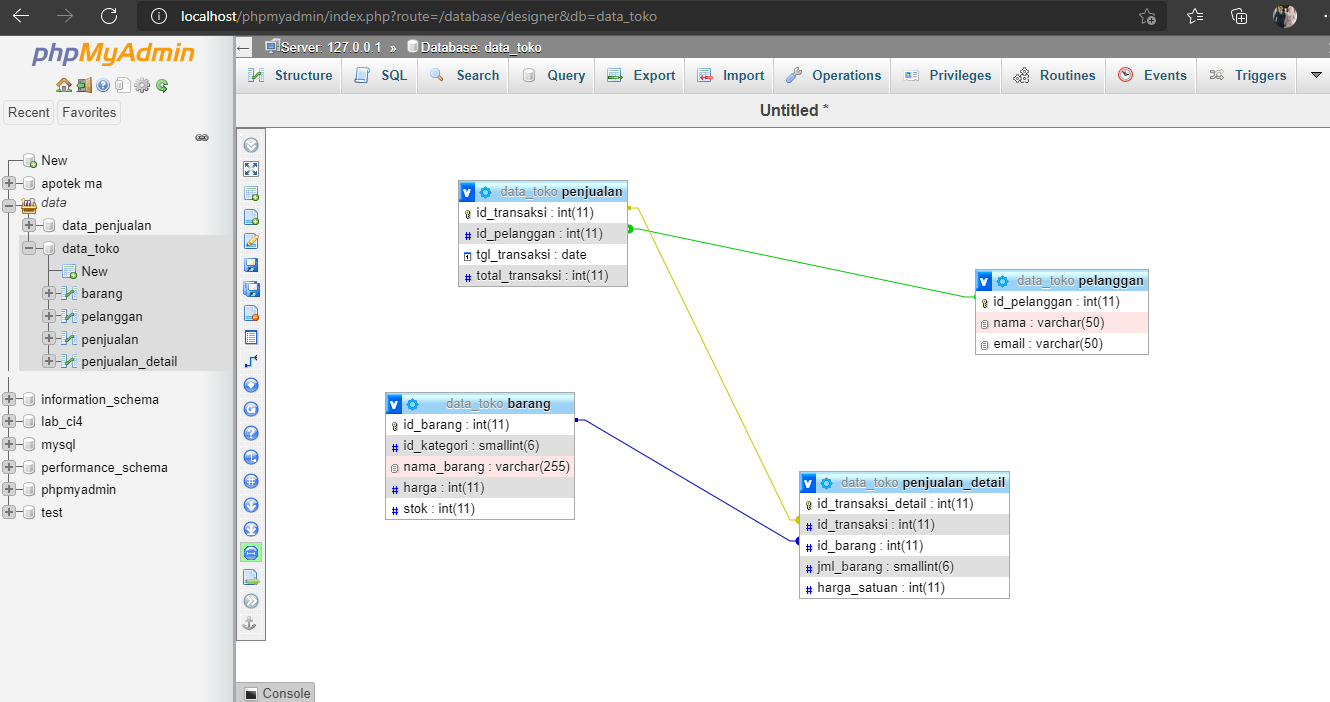 localhost/phpmyadmin/index.php?route=/database/designer&db=data_toko
phpMyAdmin
Recent Favorites
New
apotek ma
data
data_penjualan
data_toko
New
barang
pelanggan
penjualan
penjualan_detail
information_schema
lab_ci4
mysql
performance_schema
phpmyadmin
test
Server: 127.0.0.1 » Database: data_toko
Structure SQL Search Query Export Import Operations Privileges Routines Events Triggers
Untitled *
v data_toko penjualan
id_transaksi : int(11)
# id_pelanggan : int(11)
tgl_transaksi : date
# total_transaksi : int(11)
v data_toko pelanggan
id_pelanggan : int(11)
nama : varchar(50)
email : varchar(50)
v data_toko barang
id_barang : int(11)
# id_kategori : smallint(6)
nama_barang : varchar(255)
# harga : int(11)
# stok : int(11)
v data_toko penjualan_detail
id_transaksi_detail : int(11)
# id_transaksi : int(11)
# id_barang : int(11)
# jml_barang : smallint(6)
# harga_satuan : int(11)
Console